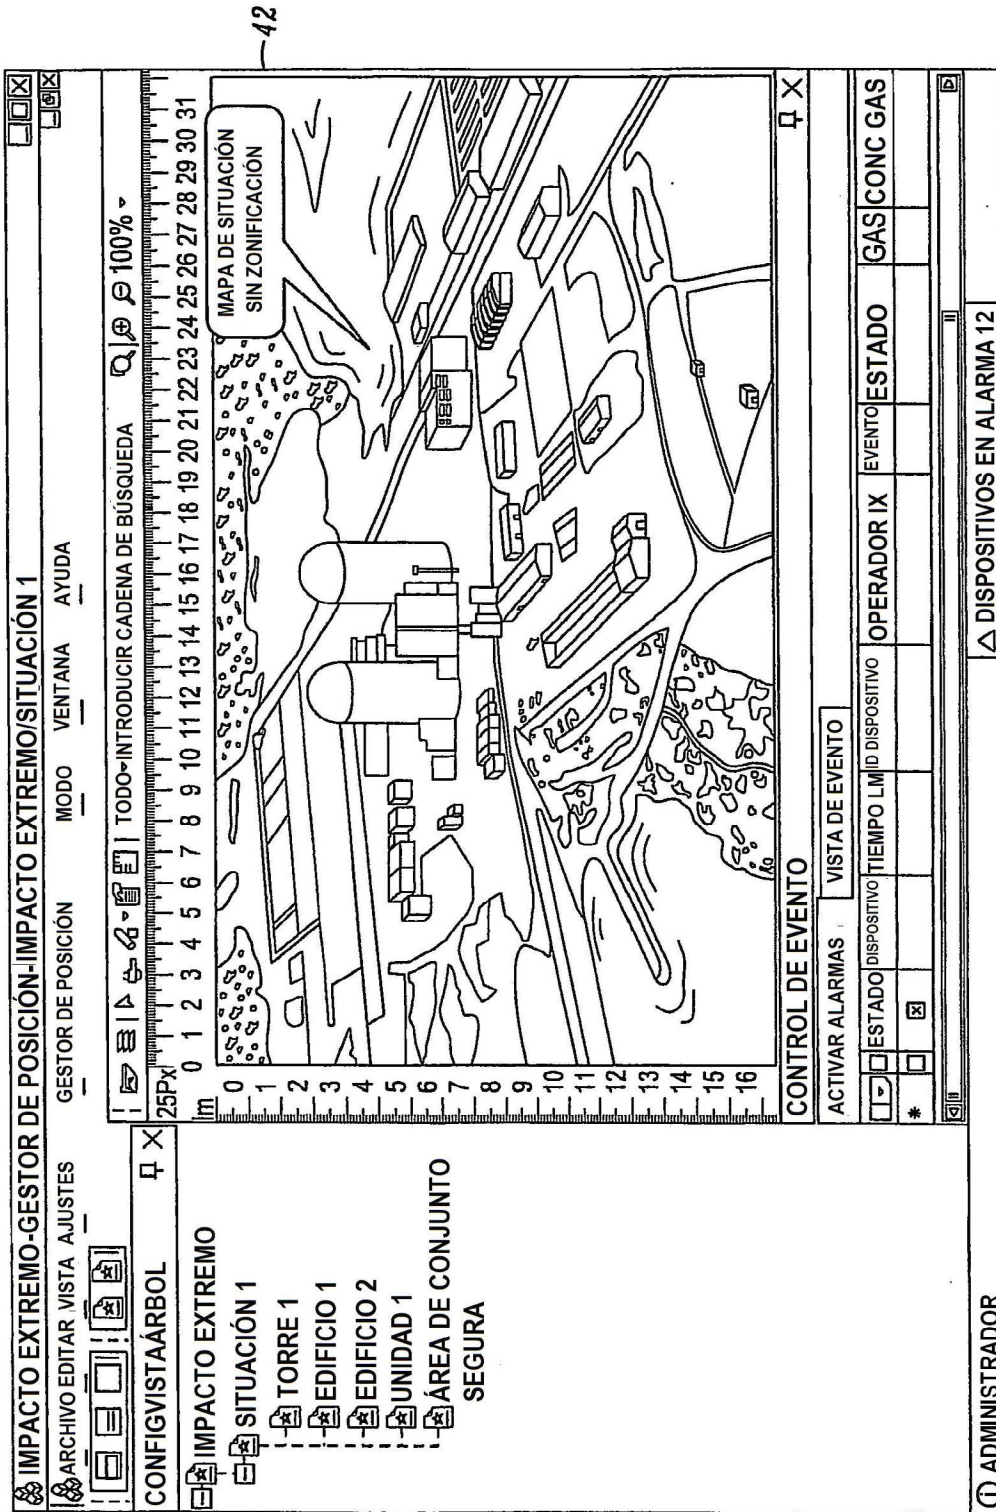 42
IMPACTO EXTREMO-GESTOR DE POSICIÓN-IMPACTO EXTREMO/SITUACIÓN 1
ARCHIVO EDITAR VISTA AJUSTES GESTOR DE POSICIÓN MODO VENTANA AYUDA
TODO INTRODUCIR CADENA DE BÚSQUEDA 100%
CONFIGVISTAÁRBOL
IMPACTO EXTREMO
SITUACIÓN 1
TORRE 1
EDIFICIO 1
EDIFICIO 2
UNIDAD 1
ÁREA DE CONJUNTO
SEGURA
25Px 0 1 2 3 4 5 6 7 8 9 10 11 12 13 14 15 16 17 18 19 20 21 22 23 24 25 26 27 28 29 30 31
lm
0
1
2
3
4
5
6
7
8
9
10
11
12
13
14
15
16
MAPA DE SITUACIÓN
SIN ZONIFICACIÓN
CONTROL DE EVENTO
ACTIVAR ALARMAS VISTA DE EVENTO
ESTADO DISPOSITIVO TIEMPO LM ID DISPOSITIVO OPERADOR IX EVENTO ESTADO GAS CONC GAS
*
ADMINISTRADOR DISPOSITIVOS EN ALARMA 12